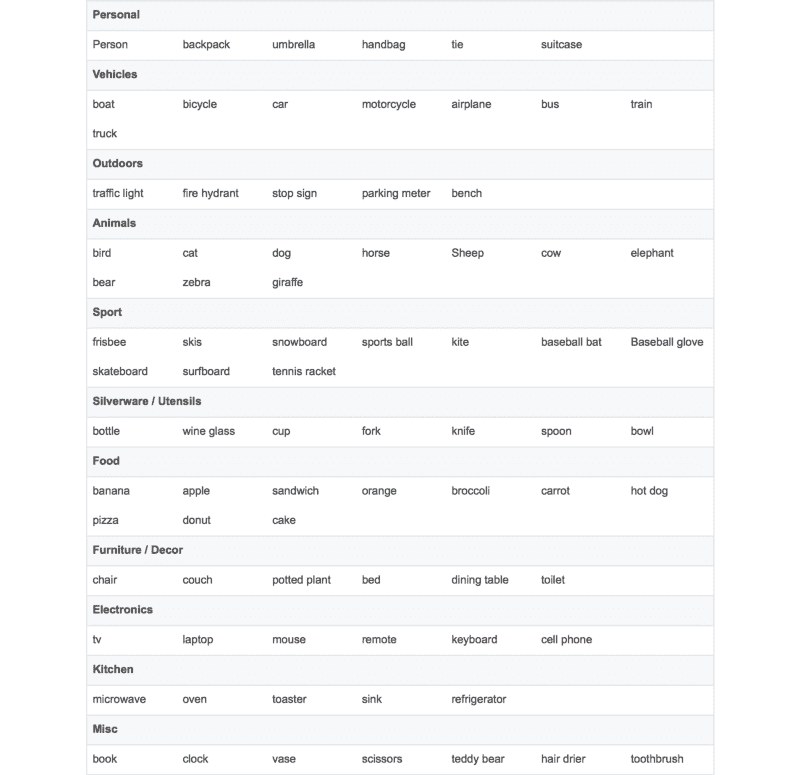 Personal
Person backpack umbrella handbag tie suitcase
Vehicles
boat bicycle car motorcycle airplane bus train
truck
Outdoors
traffic light fire hydrant stop sign parking meter bench
Animals
bird cat dog horse Sheep cow elephant
bear zebra giraffe
Sport
frisbee skis snowboard sports ball kite baseball bat Baseball glove
skateboard surfboard tennis racket
Silverware / Utensils
bottle wine glass cup fork knife spoon bowl
Food
banana apple sandwich orange broccoli carrot hot dog
pizza donut cake
Furniture / Decor
chair couch potted plant bed dining table toilet
Electronics
tv laptop mouse remote keyboard cell phone
Kitchen
microwave oven toaster sink refrigerator
Misc
book clock vase scissors teddy bear hair drier toothbrush